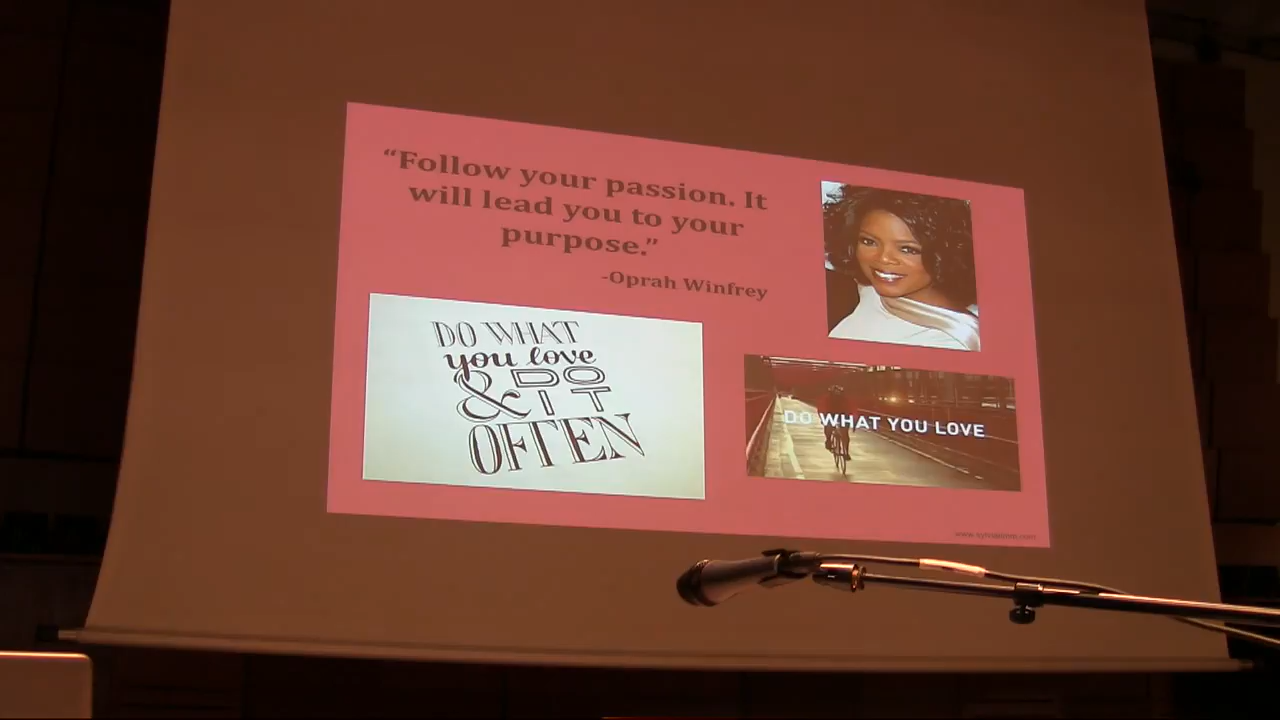 “Follow your passion. It
will lead you to your
purpose.”
-Oprah Winfrey
DO WHAT
you love
& DO
IT
OFTEN
DO WHAT YOU LOVE